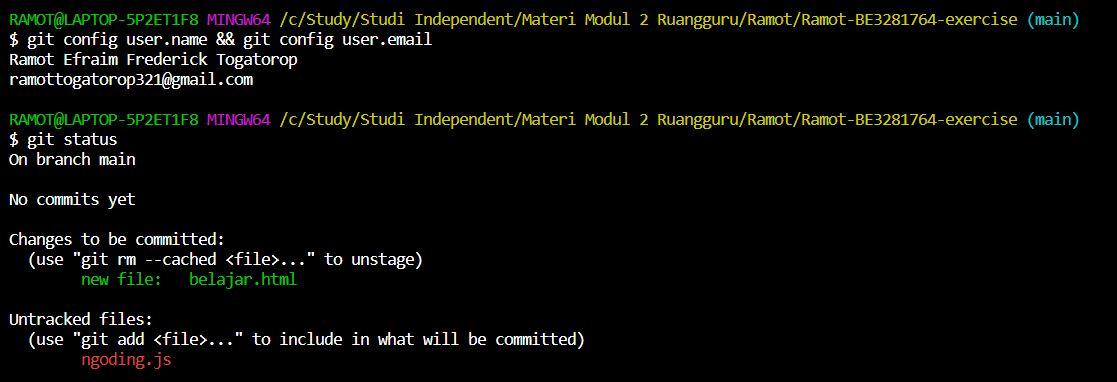 RAMOT@LAPTOP-5P2ET1F8 MINGW64 /c/Study/Studi Independent/Materi Modul 2 Ruangguru/Ramot/Ramot-BE3281764-exercise (main)
$ git config user.name && git config user.email
Ramot Efraim Frederick Togatorop
ramottogatorop321@gmail.com
RAMOT@LAPTOP-5P2ET1F8 MINGW64 /c/Study/Studi Independent/Materi Modul 2 Ruangguru/Ramot/Ramot-BE3281764-exercise (main)
$ git status
On branch main
No commits yet
Changes to be committed:
  (use "git rm --cached <file>..." to unstage)
        new file:   belajar.html
Untracked files:
  (use "git add <file>..." to include in what will be committed)
        ngoding.js